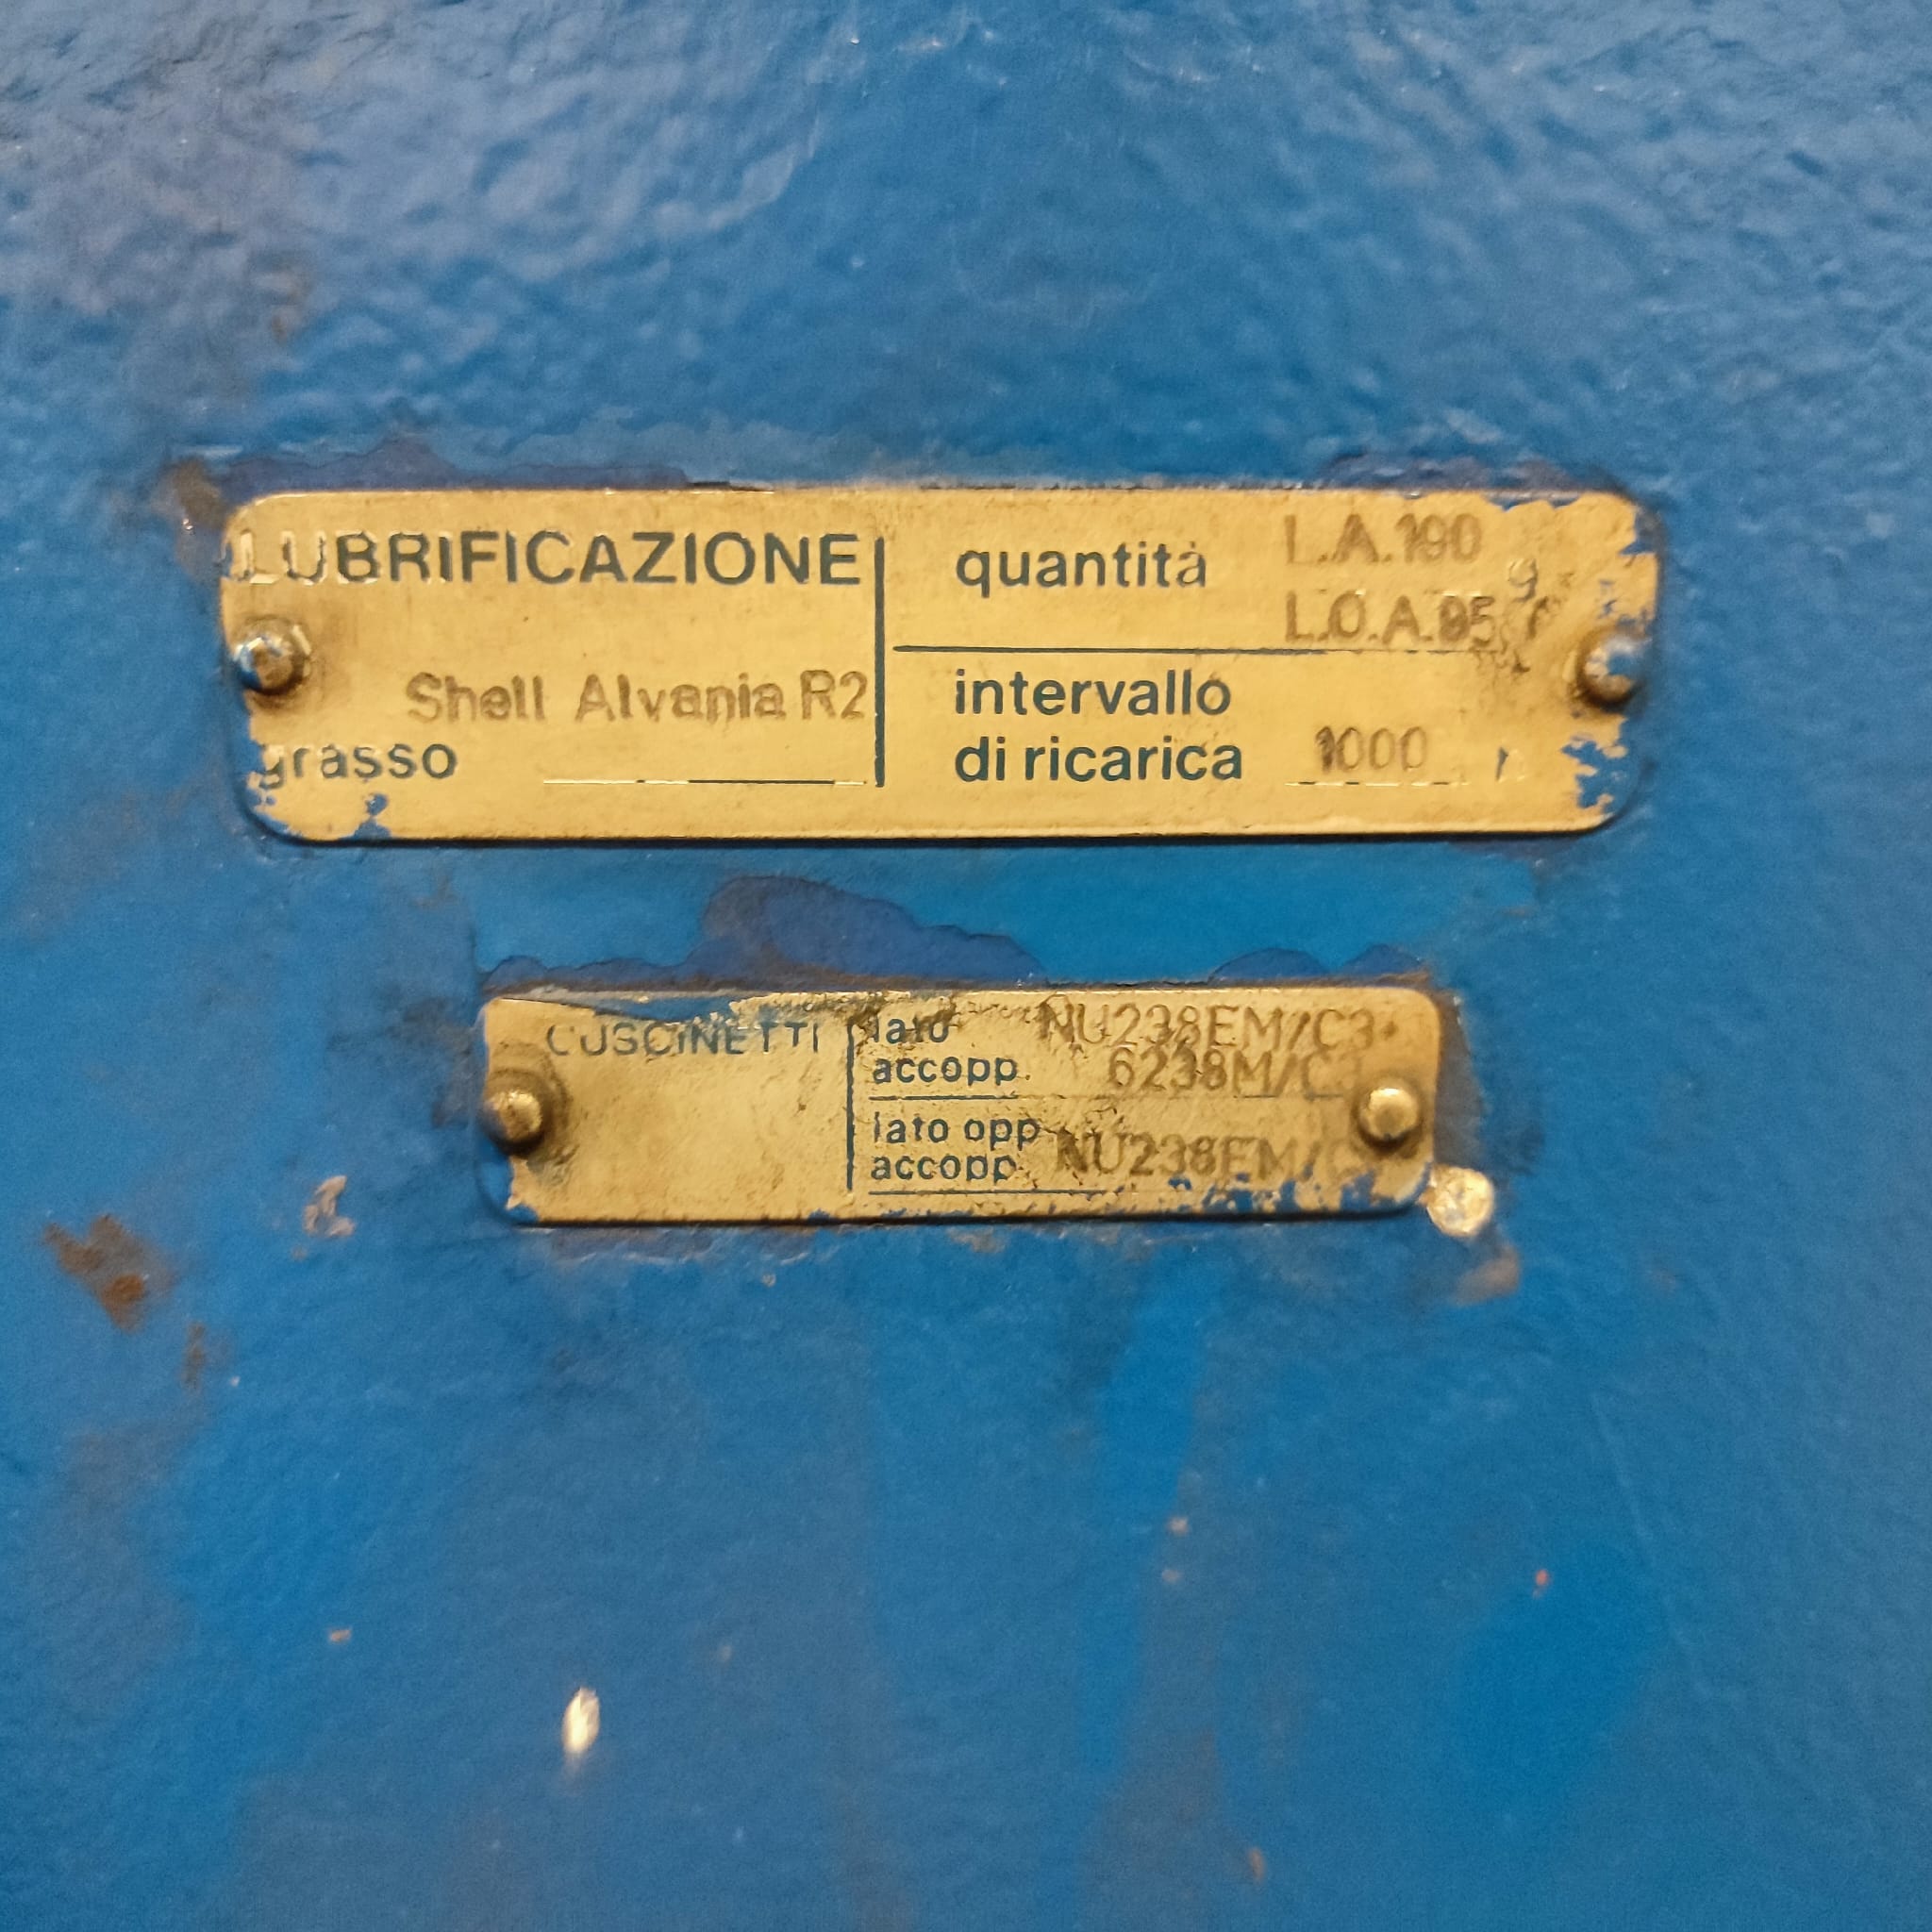 LUBRIFICAZIONE
Shell Alvania R2
grasso
quantità L.A.190
g
L.O.A.95
intervallo
di ricarica 1000
CUSCINETTI
lato NU238EM/C3+
accopp. 6238M/C3
lato opp
accopp. NU238EM/